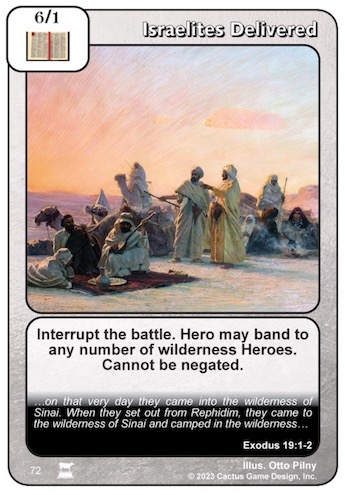 6/1
Israelites Delivered
Interrupt the battle. Hero may band to
any number of wilderness Heroes.
Cannot be negated.
…on that very day they came into the wilderness of
Sinai. When they set out from Rephidim, they came to
the wilderness of Sinai and camped in the wilderness…
Exodus 19:1-2
Illus. Otto Pilny
72
© 2023 Cactus Game Design, Inc.